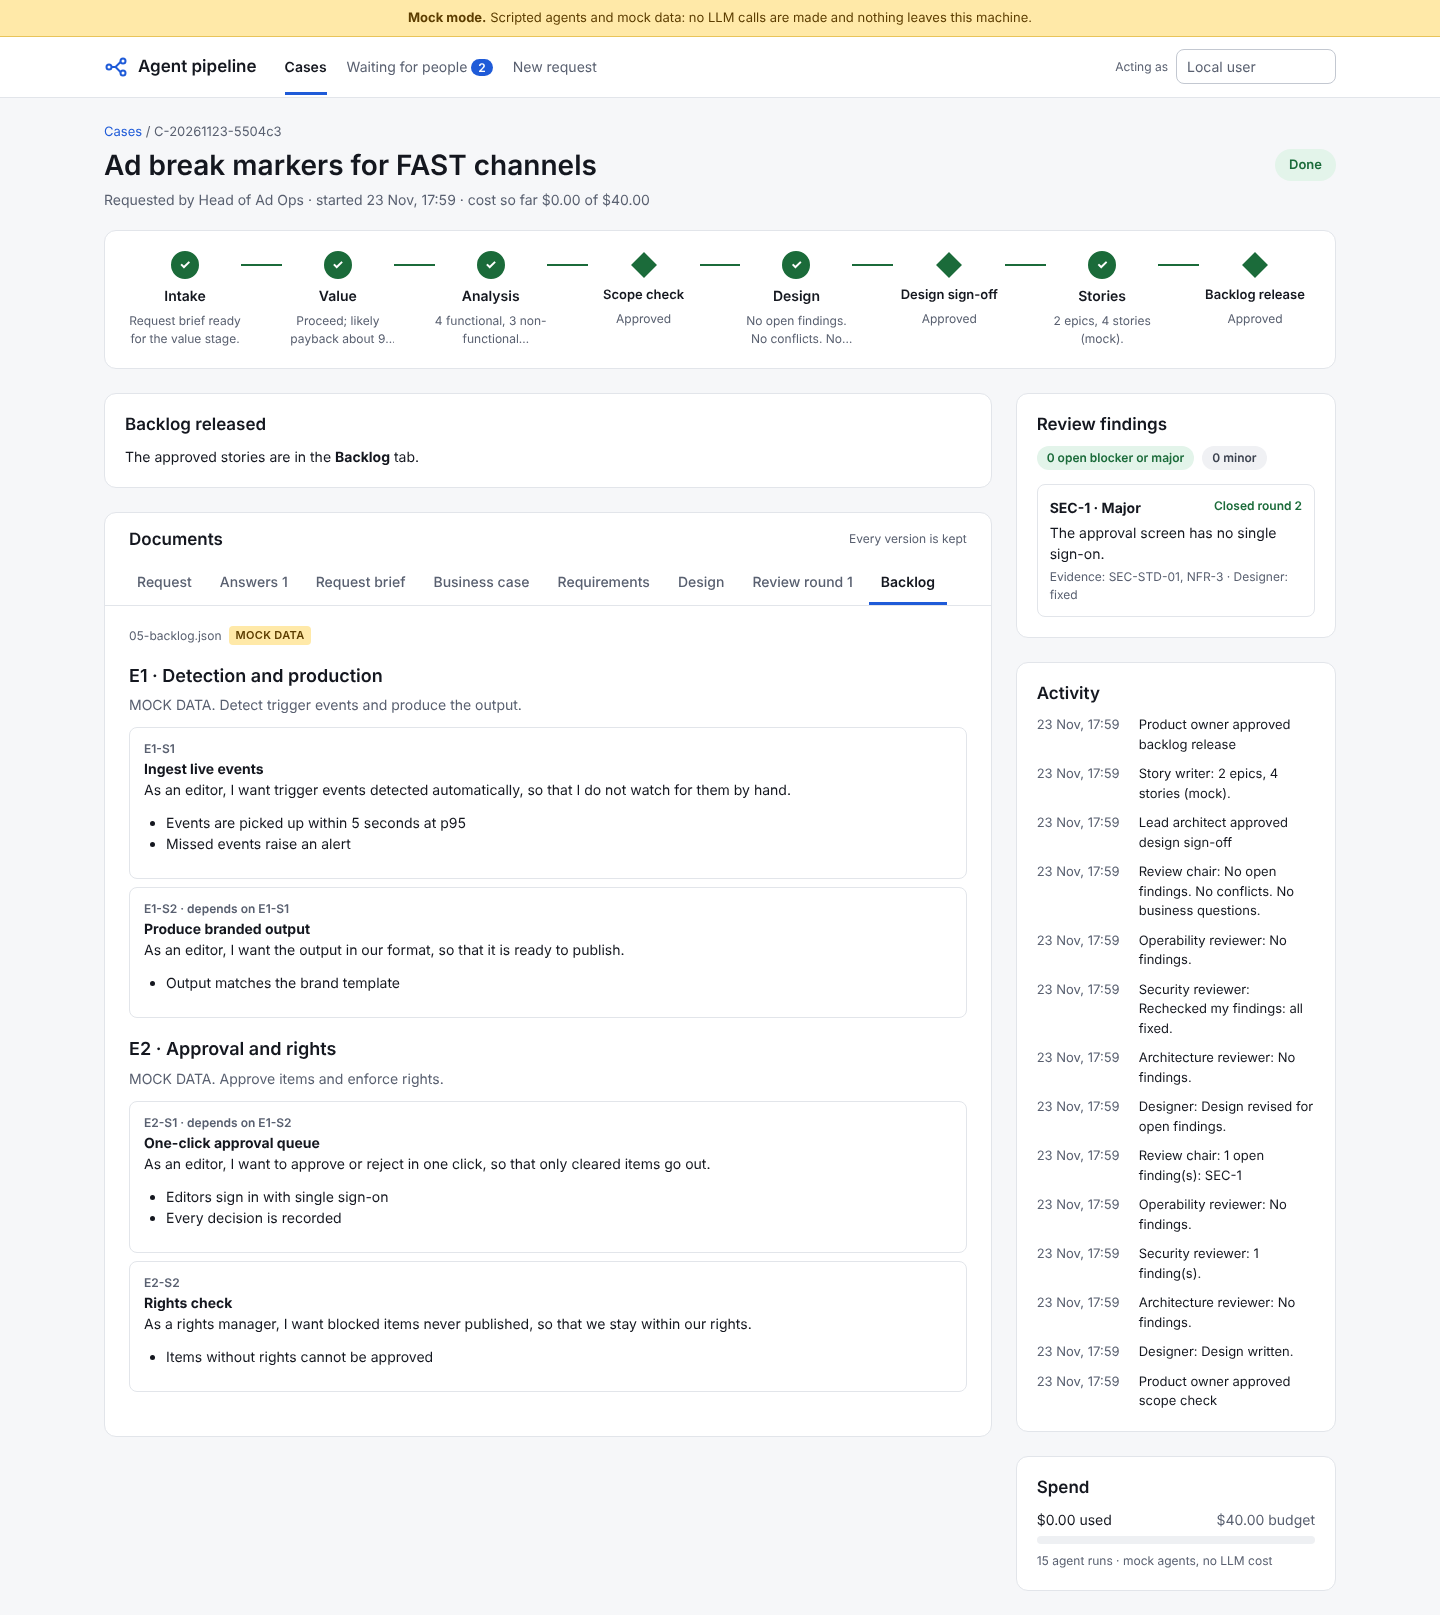 Mock mode. Scripted agents and mock data: no LLM calls are made and nothing leaves this machine.
Agent pipeline
Cases
Waiting for people 2
New request
Acting as
Local user
Cases / C-20261123-5504c3
Ad break markers for FAST channels
Done
Requested by Head of Ad Ops · started 23 Nov, 17:59 · cost so far $0.00 of $40.00
Intake
Request brief ready
for the value stage.
Value
Proceed; likely
payback about 9…
Analysis
4 functional, 3 non-
functional…
Scope check
Approved
Design
No open findings.
No conflicts. No…
Design sign-off
Approved
Stories
2 epics, 4 stories
(mock).
Backlog release
Approved
Backlog released
The approved stories are in the Backlog tab.
Documents
Every version is kept
Request
Answers 1
Request brief
Business case
Requirements
Design
Review round 1
Backlog
05-backlog.json
MOCK DATA
E1 · Detection and production
MOCK DATA. Detect trigger events and produce the output.
E1-S1
Ingest live events
As an editor, I want trigger events detected automatically, so that I do not watch for them by hand.
• Events are picked up within 5 seconds at p95
• Missed events raise an alert
E1-S2 · depends on E1-S1
Produce branded output
As an editor, I want the output in our format, so that it is ready to publish.
• Output matches the brand template
E2 · Approval and rights
MOCK DATA. Approve items and enforce rights.
E2-S1 · depends on E1-S2
One-click approval queue
As an editor, I want to approve or reject in one click, so that only cleared items go out.
• Editors sign in with single sign-on
• Every decision is recorded
E2-S2
Rights check
As a rights manager, I want blocked items never published, so that we stay within our rights.
• Items without rights cannot be approved
Review findings
0 open blocker or major
0 minor
SEC-1 · Major
Closed round 2
The approval screen has no single
sign-on.
Evidence: SEC-STD-01, NFR-3 · Designer:
fixed
Activity
23 Nov, 17:59 Product owner approved
backlog release
23 Nov, 17:59 Story writer: 2 epics, 4
stories (mock).
23 Nov, 17:59 Lead architect approved
design sign-off
23 Nov, 17:59 Review chair: No open
findings. No conflicts. No
business questions.
23 Nov, 17:59 Operability reviewer: No
findings.
23 Nov, 17:59 Security reviewer:
Rechecked my findings: all
fixed.
23 Nov, 17:59 Architecture reviewer: No
findings.
23 Nov, 17:59 Designer: Design revised for
open findings.
23 Nov, 17:59 Review chair: 1 open
finding(s): SEC-1
23 Nov, 17:59 Operability reviewer: No
findings.
23 Nov, 17:59 Security reviewer: 1
finding(s).
23 Nov, 17:59 Architecture reviewer: No
findings.
23 Nov, 17:59 Designer: Design written.
23 Nov, 17:59 Product owner approved
scope check
Spend
$0.00 used
$40.00 budget
15 agent runs · mock agents, no LLM cost